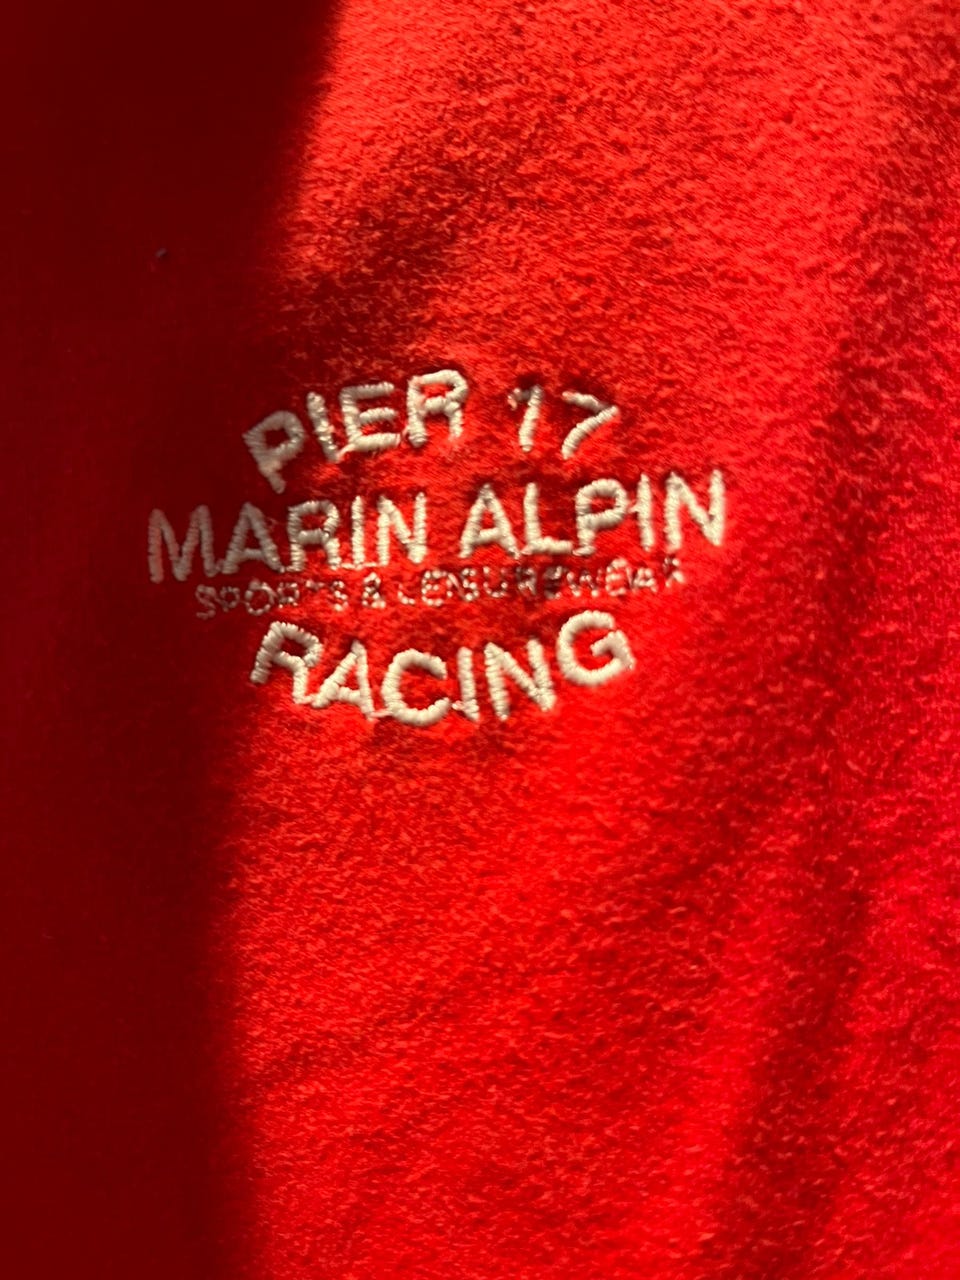 PIER 17
MARIN ALPIN
SPORTS & LEISUREWEAR
RACING